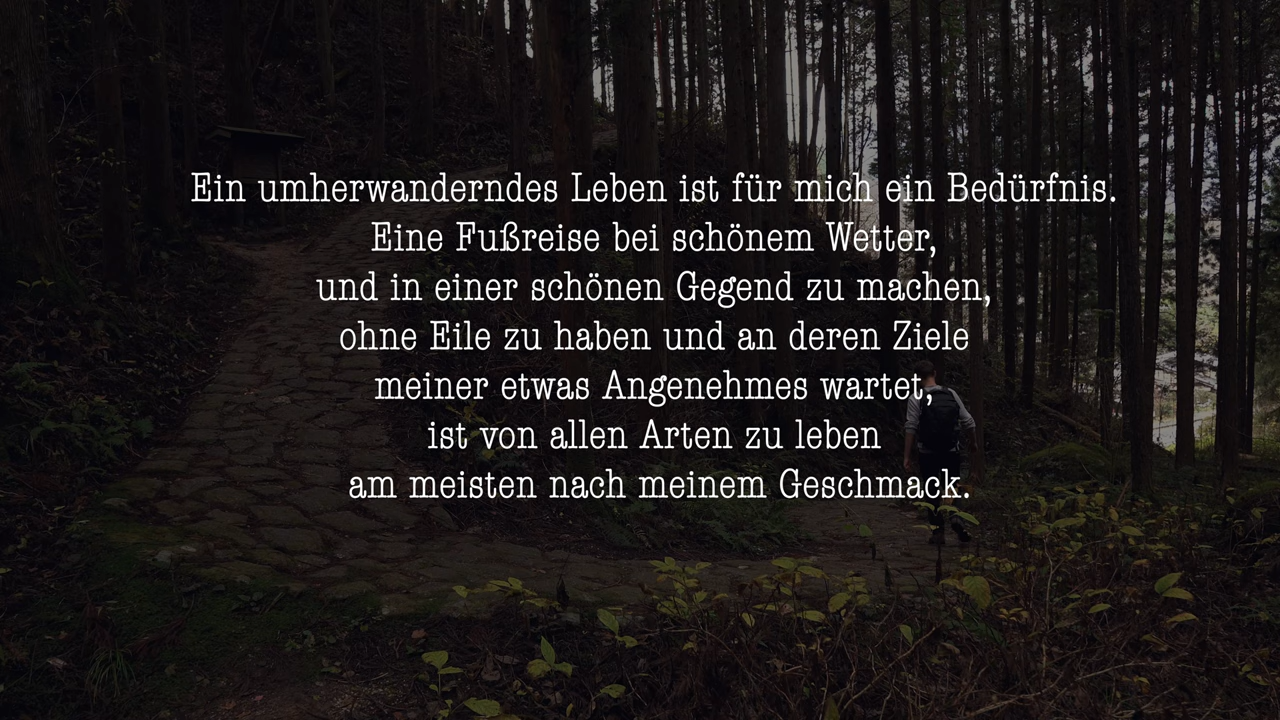 Ein umherwanderndes Leben ist für mich ein Bedürfnis.
Eine Fußreise bei schönem Wetter,
und in einer schönen Gegend zu machen,
ohne Eile zu haben und an deren Ziele
meiner etwas Angenehmes wartet,
ist von allen Arten zu leben
am meisten nach meinem Geschmack.